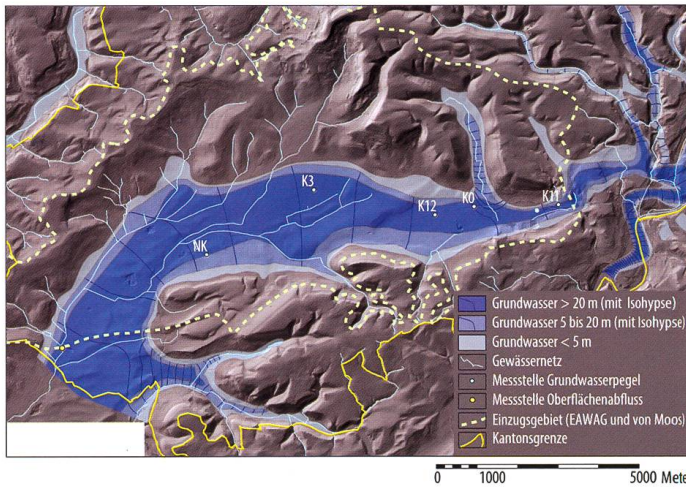 K3
K12
K0
K11
NK
Grundwasser > 20 m (mit Isohypse)
Grundwasser 5 bis 20 m (mit Isohypse)
Grundwasser < 5 m
Gewässernetz
Messstelle Grundwasserpegel
Messstelle Oberflächenabfluss
Einzugsgebiet (EAWAG und von Moos)
Kantonsgrenze
0 1000 5000 Mete